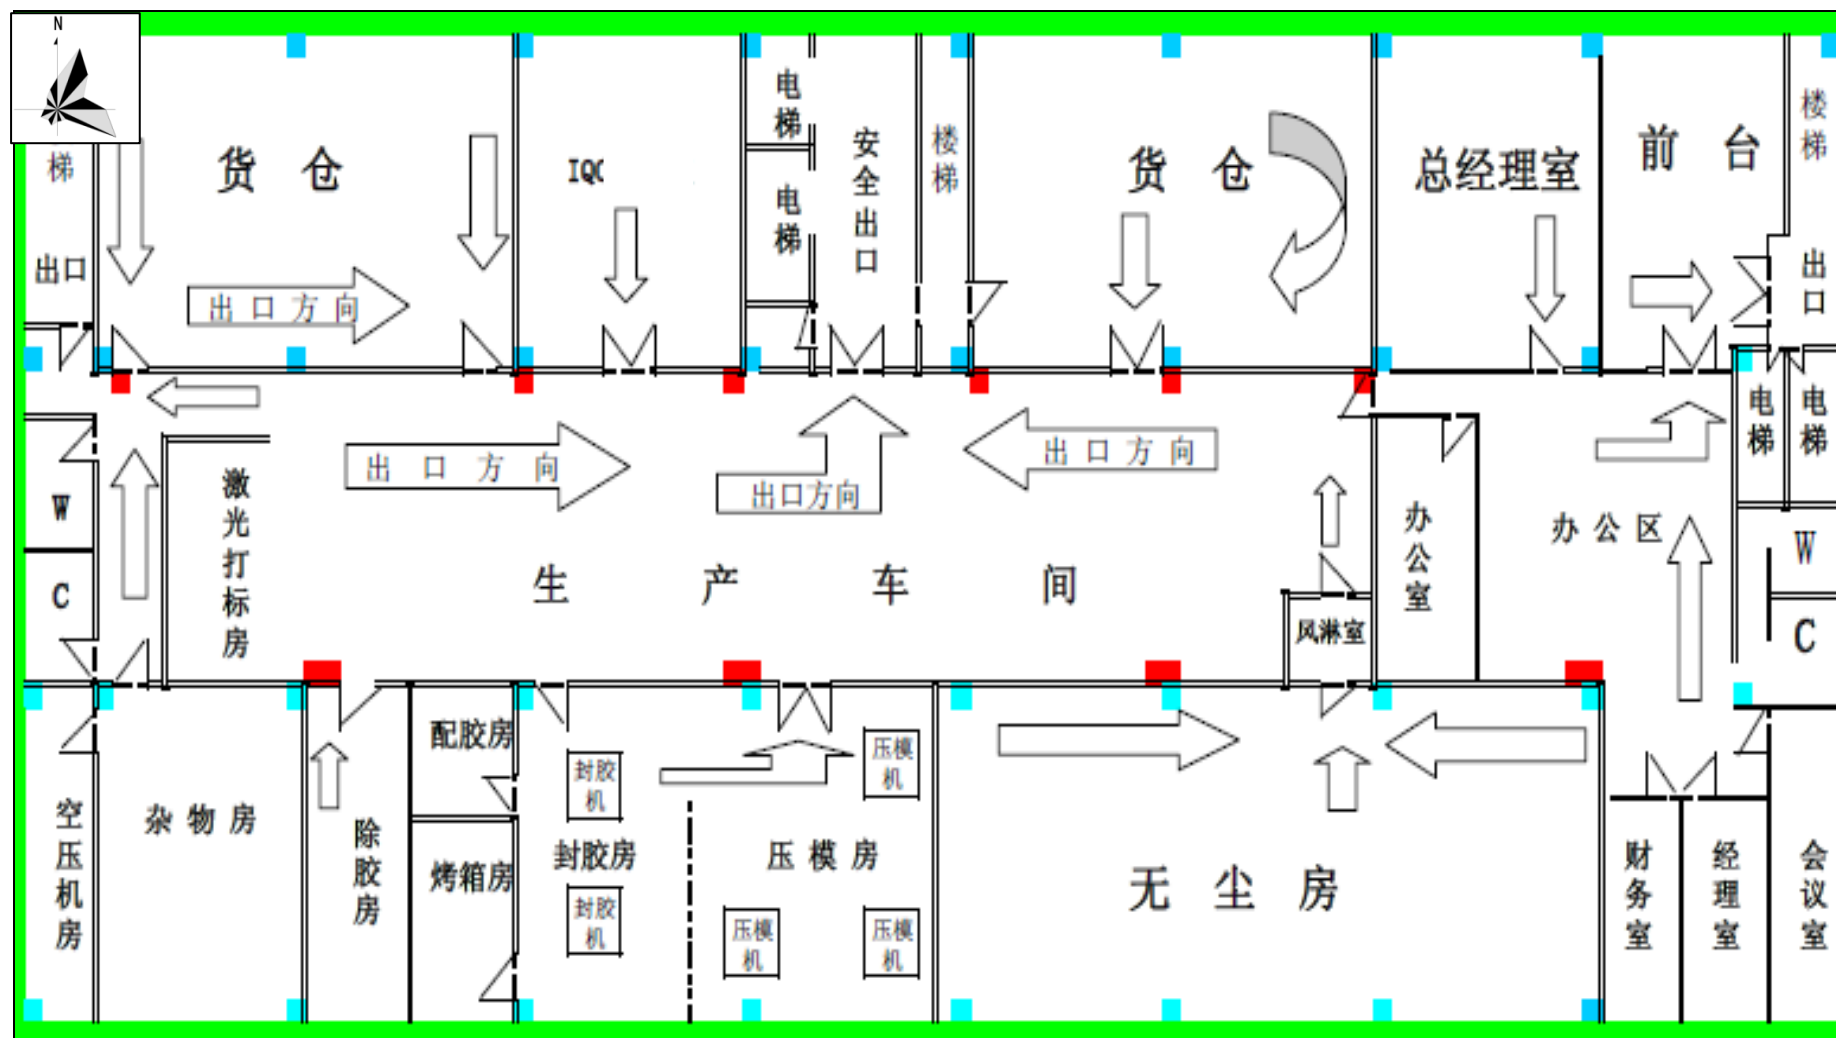 N
梯
出口
货 仓
出 口 方 向
IQC
电梯
电梯
安全出口
楼梯
货 仓
总经理室
前 台
楼梯
出口
W
C
激光打标房
出 口 方 向
出口方向
出 口 方 向
生 产 车 间
风淋室
办公室
办 公 区
电梯
电梯
W
C
空压机房
杂 物 房
除胶房
配胶房
烤箱房
封胶机
封胶房
封胶机
压模机
压 模 房
压模机
压模机
无 尘 房
财务室
经理室
会议室